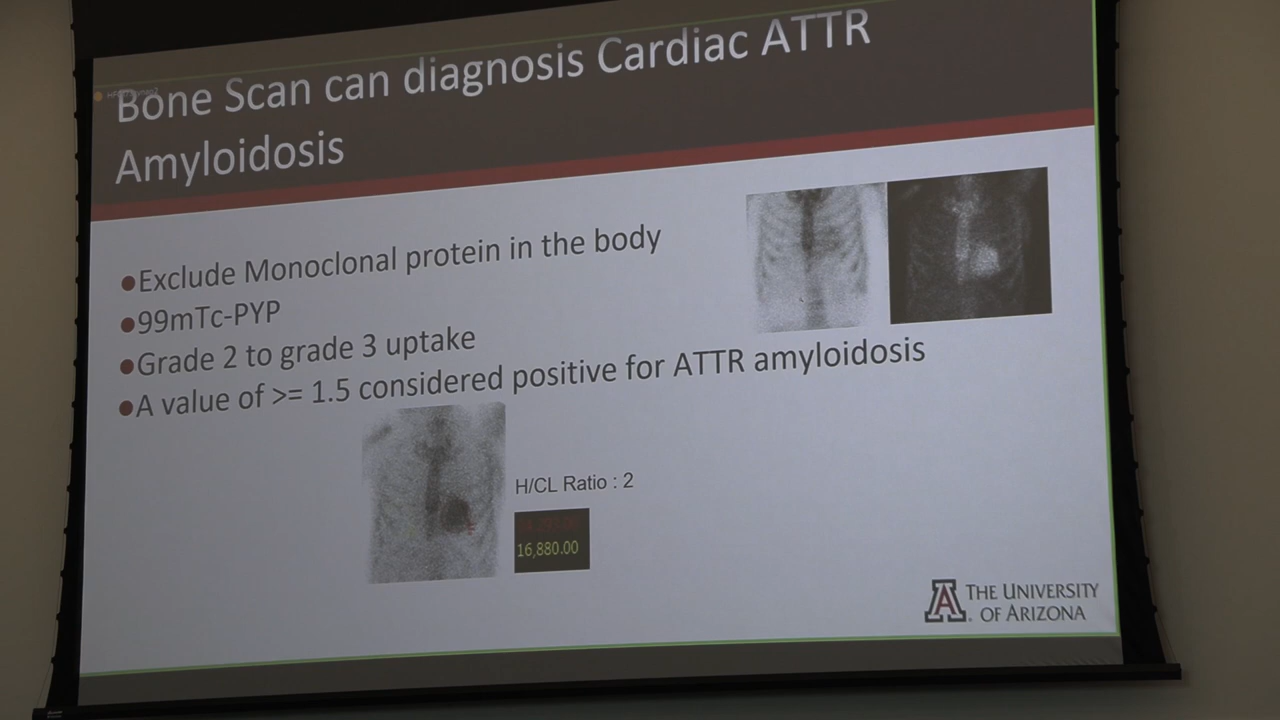 Bone Scan can diagnosis Cardiac ATTR
Amyloidosis
●Exclude Monoclonal protein in the body
●99mTc-PYP
●Grade 2 to grade 3 uptake
●A value of >= 1.5 considered positive for ATTR amyloidosis
H/CL Ratio : 2
16,880.00
A
THE UNIVERSITY
OF ARIZONA